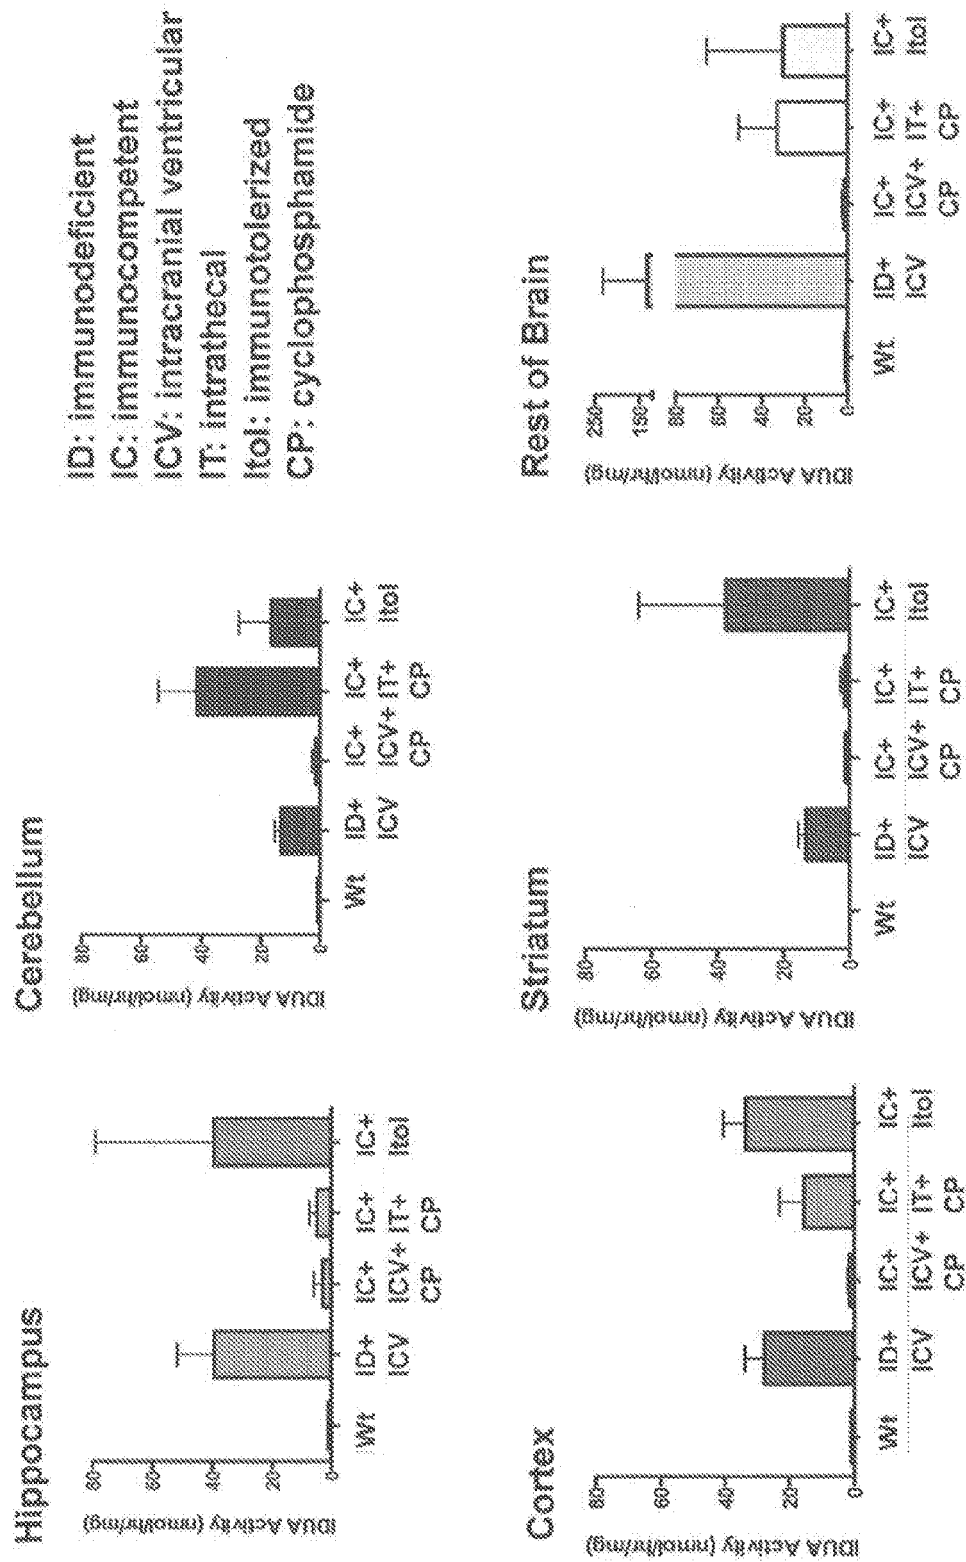 Hippocampus
IDUA Activity (nmol/hr/mg)
80
60
40
20
0
Wt ID+ IC+ IC+ IC+
ICV ICV+ IT+ Itol
CP CP
Cerebellum
IDUA Activity (nmol/hr/mg)
80
60
40
20
0
Wt ID+ IC+ IC+ IC+
ICV ICV+ IT+ Itol
CP CP
ID: immunodeficient
IC: immunocompetent
ICV: intracranial ventricular
IT: intrathecal
Itol: immunotolerized
CP: cyclophosphamide
Cortex
IDUA Activity (nmol/hr/mg)
80
60
40
20
0
Wt ID+ IC+ IC+ IC+
ICV ICV+ IT+ Itol
CP CP
Striatum
IDUA Activity (nmol/hr/mg)
80
60
40
20
0
Wt ID+ IC+ IC+ IC+
ICV ICV+ IT+ Itol
CP CP
Rest of Brain
IDUA Activity (nmol/hr/mg)
250
150
80
60
40
20
0
Wt ID+ IC+ IC+ IC+
ICV ICV+ IT+ Itol
CP CP